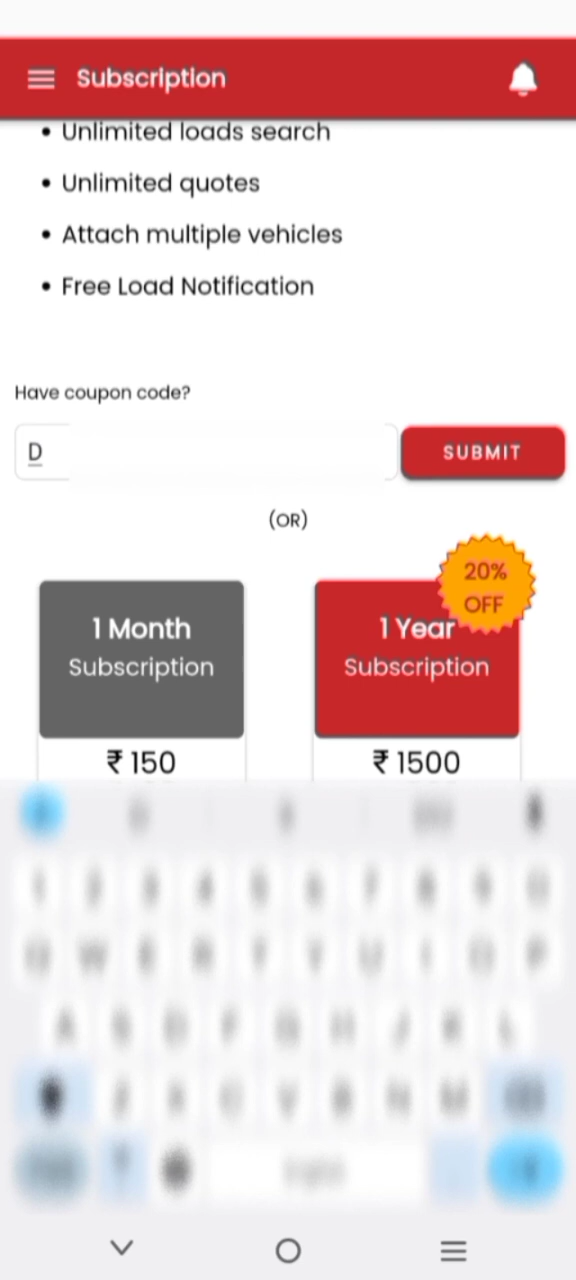 Subscription
• Unlimited loads search
• Unlimited quotes
• Attach multiple vehicles
• Free Load Notification
Have coupon code?
D
SUBMIT
(OR)
20%
OFF
1 Month
Subscription
₹ 150
1 Year
Subscription
₹ 1500